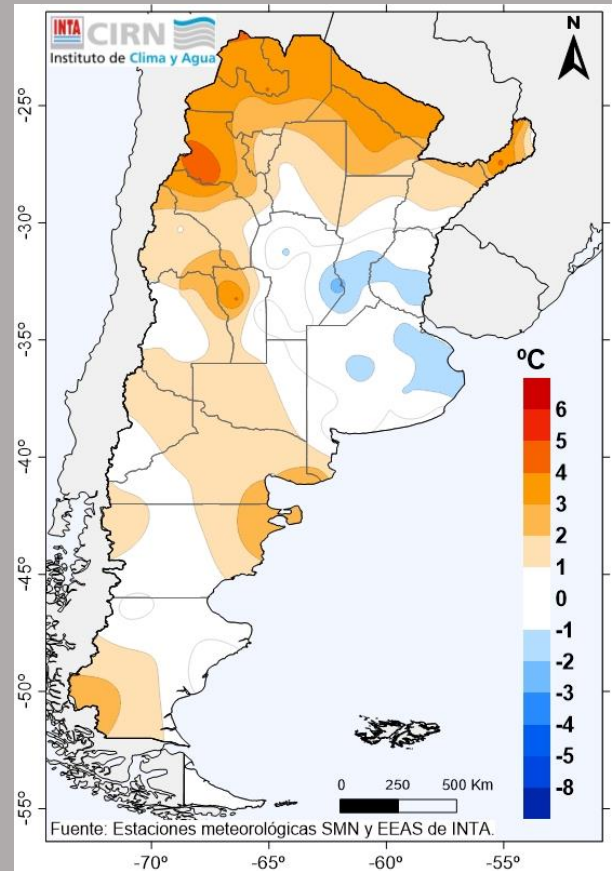 INTA CIRN
Instituto de Clima y Agua
N
-25°
-30°
-35°
-40°
-45°
-50°
-55°
ºC
6
5
4
3
2
1
0
-1
-2
-3
-4
-5
-8
0 250 500 Km
Fuente: Estaciones meteorológicas SMN y EEAS de INTA.
-70° -65° -60° -55°